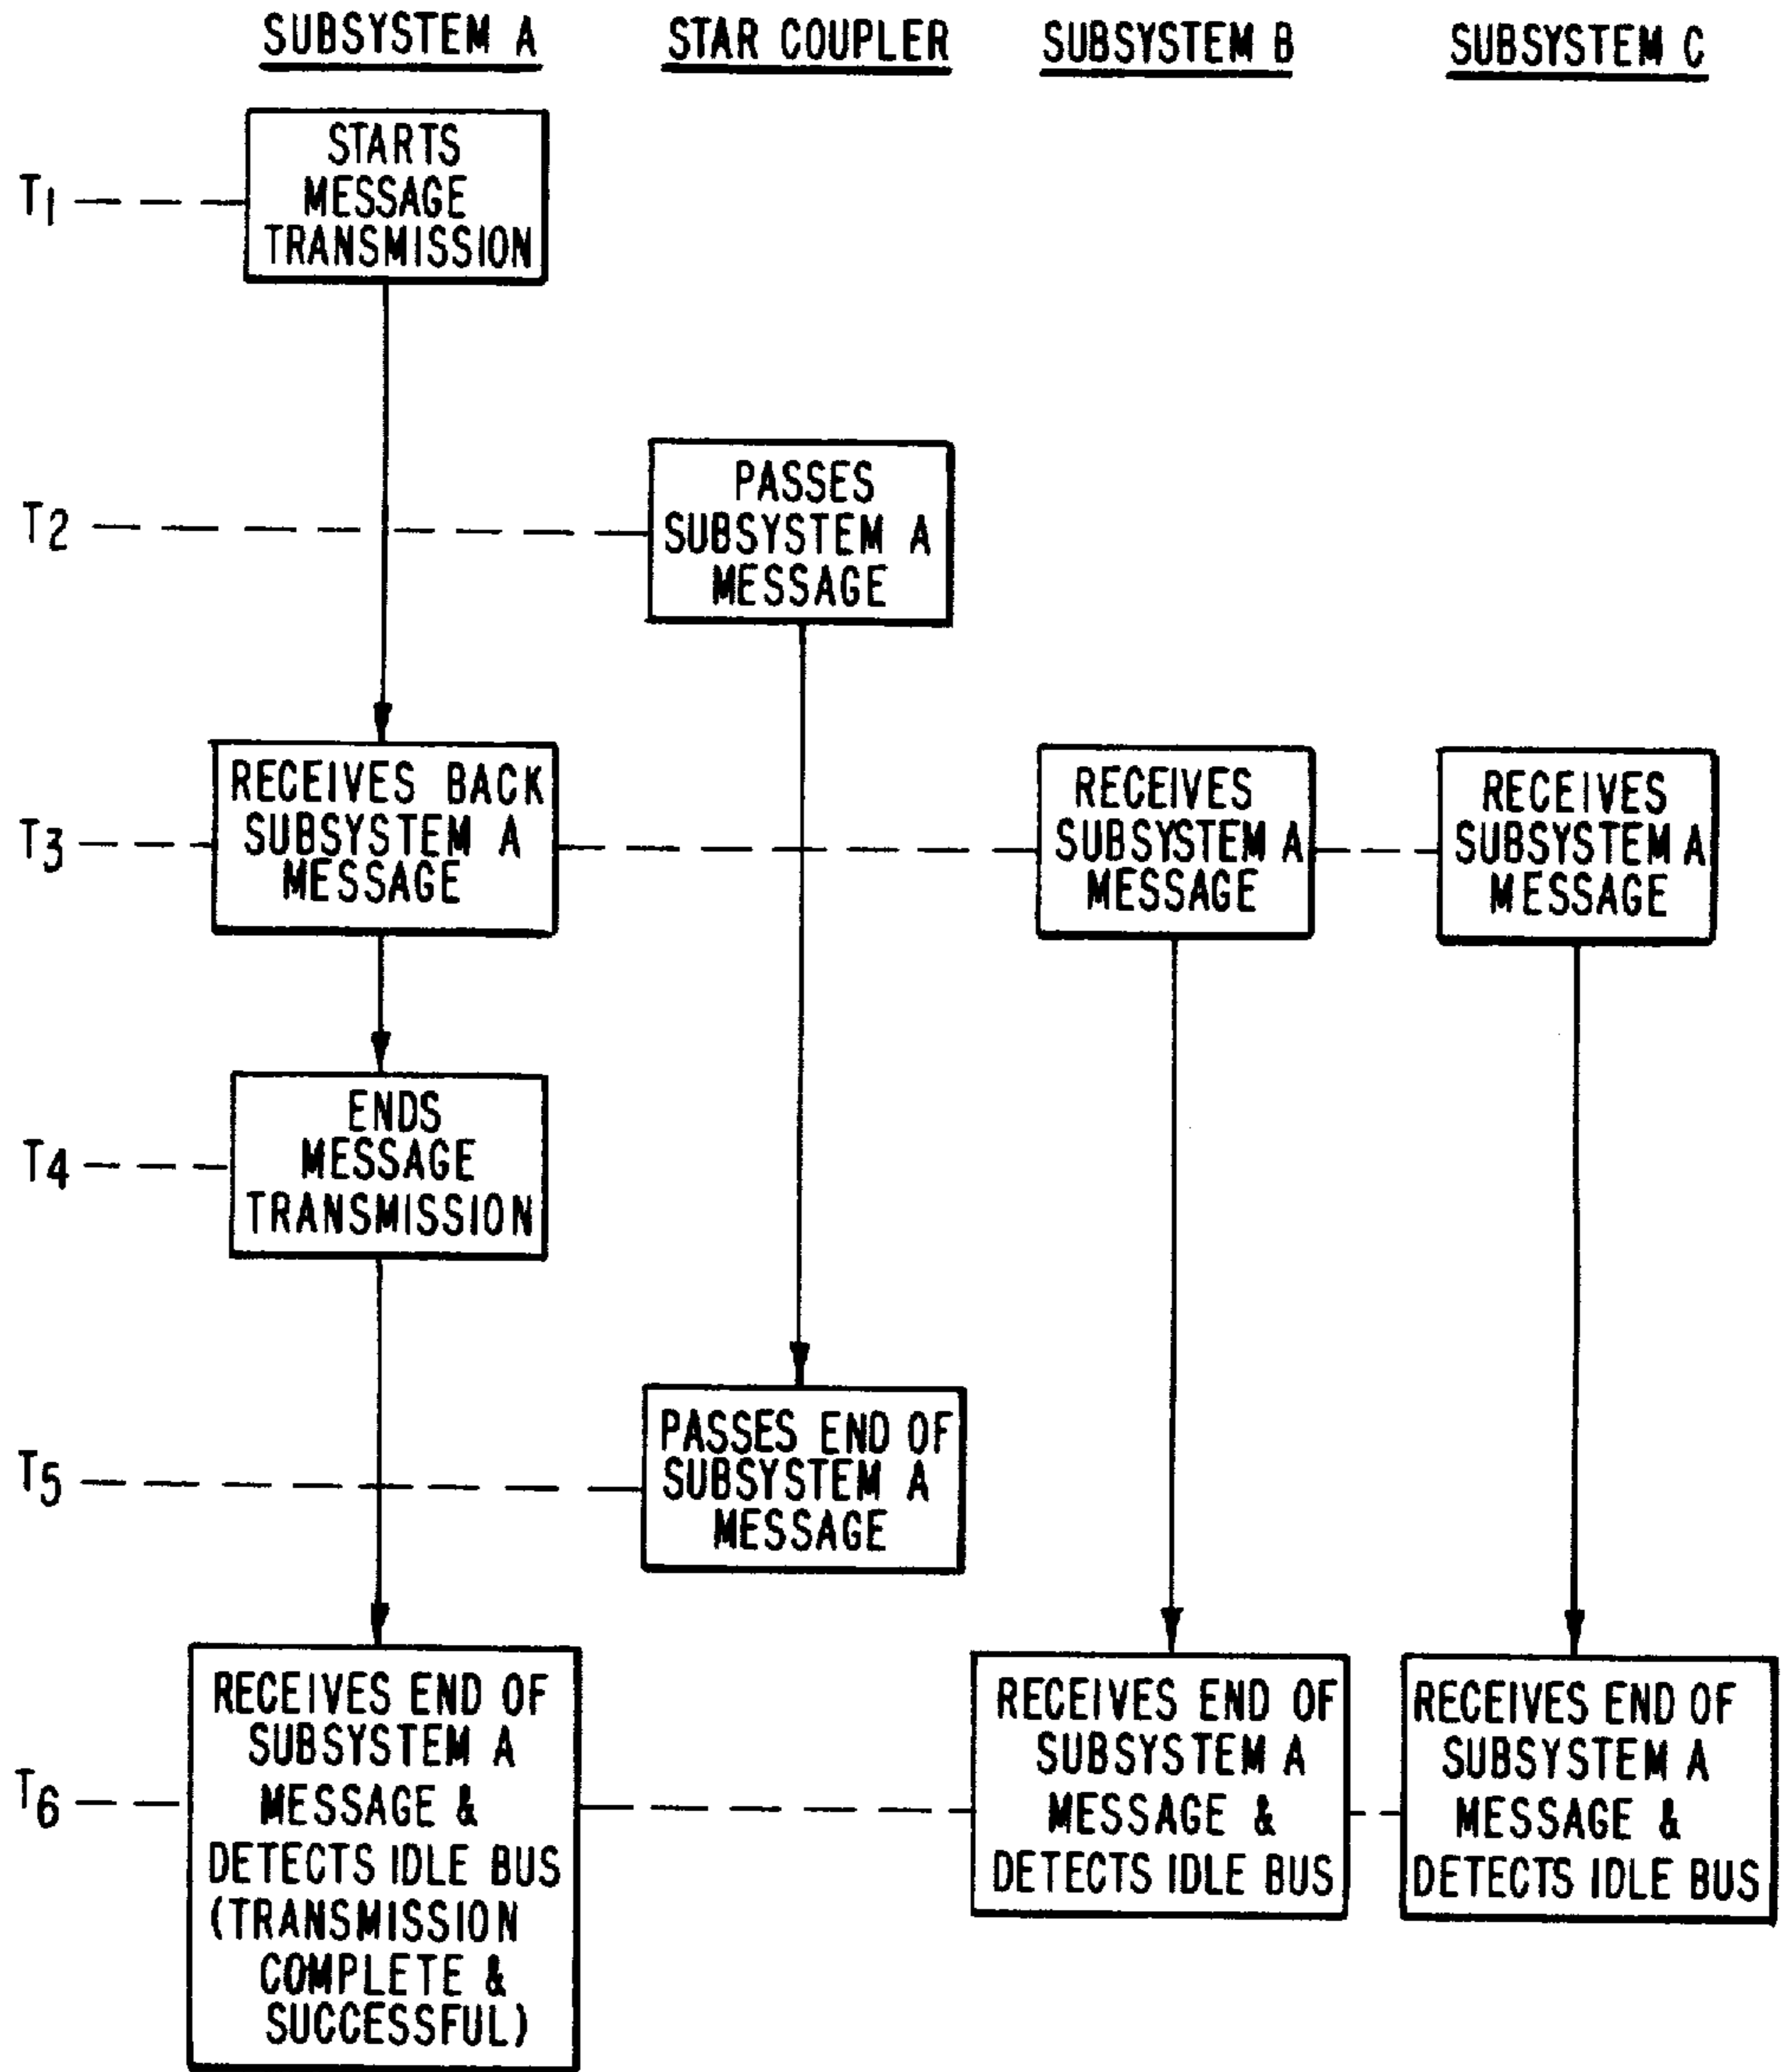 SUBSYSTEM A
STAR COUPLER
SUBSYSTEM B
SUBSYSTEM C
T1
STARTS
MESSAGE
TRANSMISSION
T2
PASSES
SUBSYSTEM A
MESSAGE
T3
RECEIVES BACK
SUBSYSTEM A
MESSAGE
RECEIVES
SUBSYSTEM A
MESSAGE
RECEIVES
SUBSYSTEM A
MESSAGE
T4
ENDS
MESSAGE
TRANSMISSION
T5
PASSES END OF
SUBSYSTEM A
MESSAGE
T6
RECEIVES END OF
SUBSYSTEM A
MESSAGE &
DETECTS IDLE BUS
(TRANSMISSION
COMPLETE &
SUCCESSFUL)
RECEIVES END OF
SUBSYSTEM A
MESSAGE &
DETECTS IDLE BUS
RECEIVES END OF
SUBSYSTEM A
MESSAGE &
DETECTS IDLE BUS